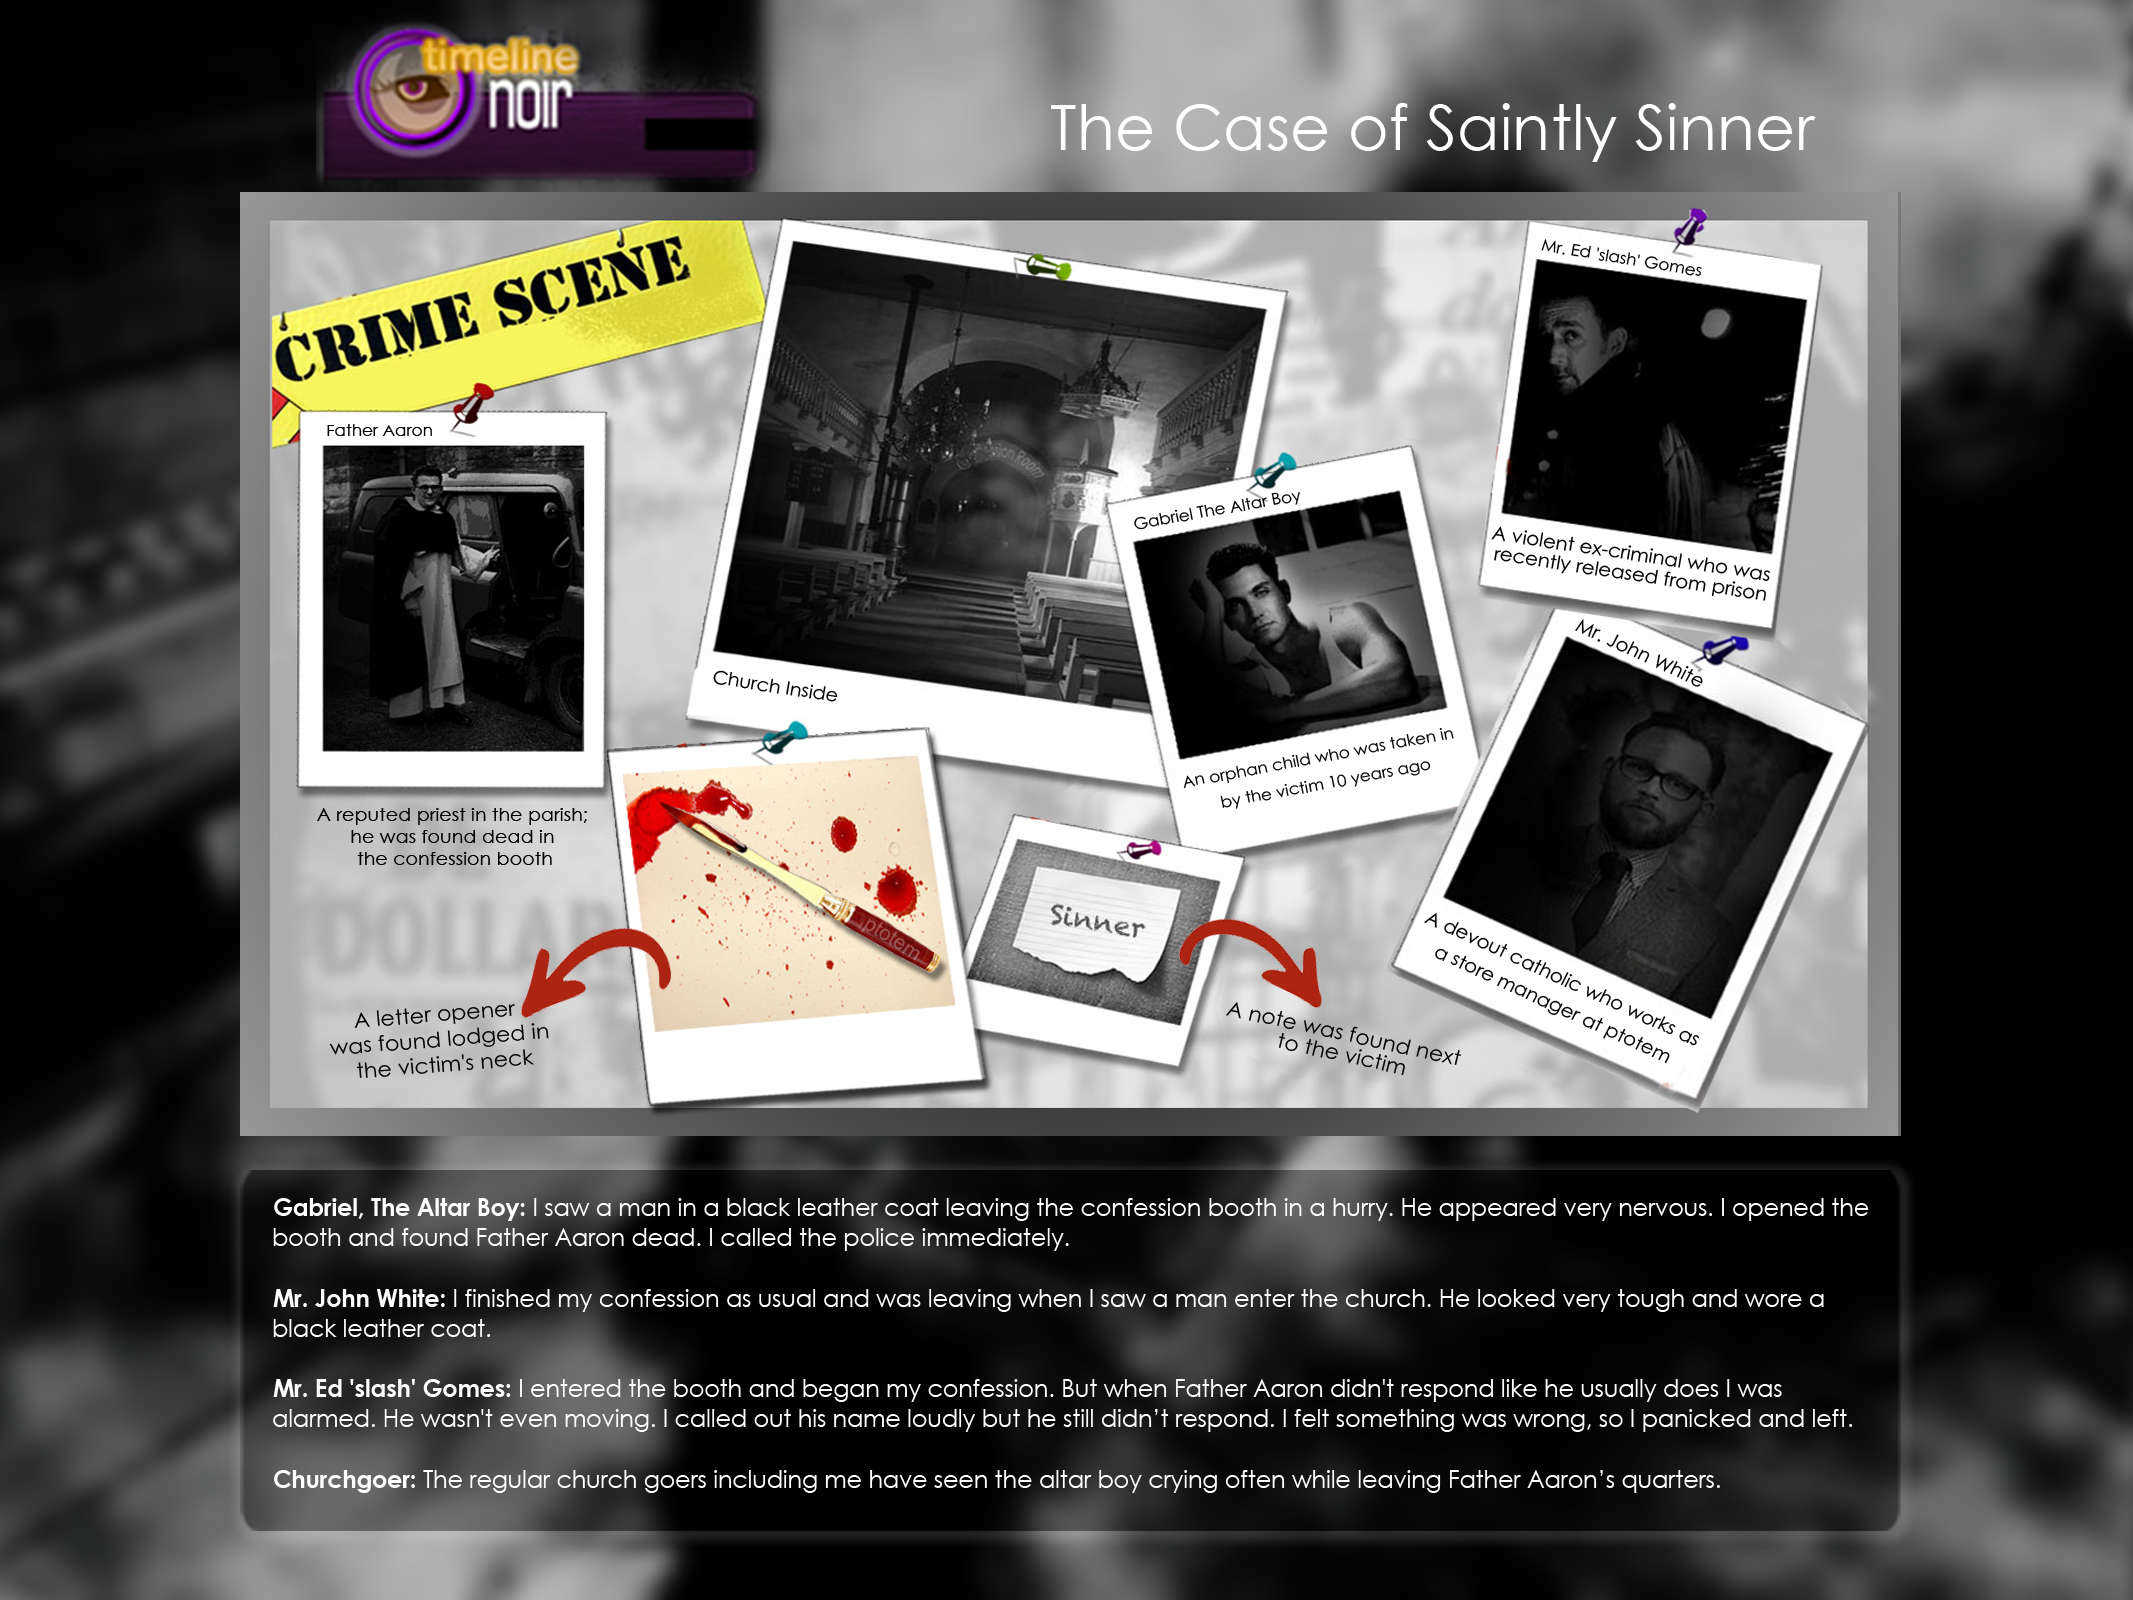 timeline
noir
The Case of Saintly Sinner
CRIME SCENE
Mr. Ed 'slash' Gomes
A violent ex-criminal who was
recently released from prison
Father Aaron
A reputed priest in the parish;
he was found dead in
the confession booth
Church Inside
Gabriel The Altar Boy
An orphan child who was taken in
by the victim 10 years ago
Mr. John White
A devout catholic who works as
a store manager at ptotem
ptotem
A letter opener
was found lodged in
the victim's neck
Sinner
A note was found next
to the victim
DOLLAR
Gabriel, The Altar Boy: I saw a man in a black leather coat leaving the confession booth in a hurry. He appeared very nervous. I opened the
booth and found Father Aaron dead. I called the police immediately.
Mr. John White: I finished my confession as usual and was leaving when I saw a man enter the church. He looked very tough and wore a
black leather coat.
Mr. Ed 'slash' Gomes: I entered the booth and began my confession. But when Father Aaron didn't respond like he usually does I was
alarmed. He wasn't even moving. I called out his name loudly but he still didn’t respond. I felt something was wrong, so I panicked and left.
Churchgoer: The regular church goers including me have seen the altar boy crying often while leaving Father Aaron’s quarters.